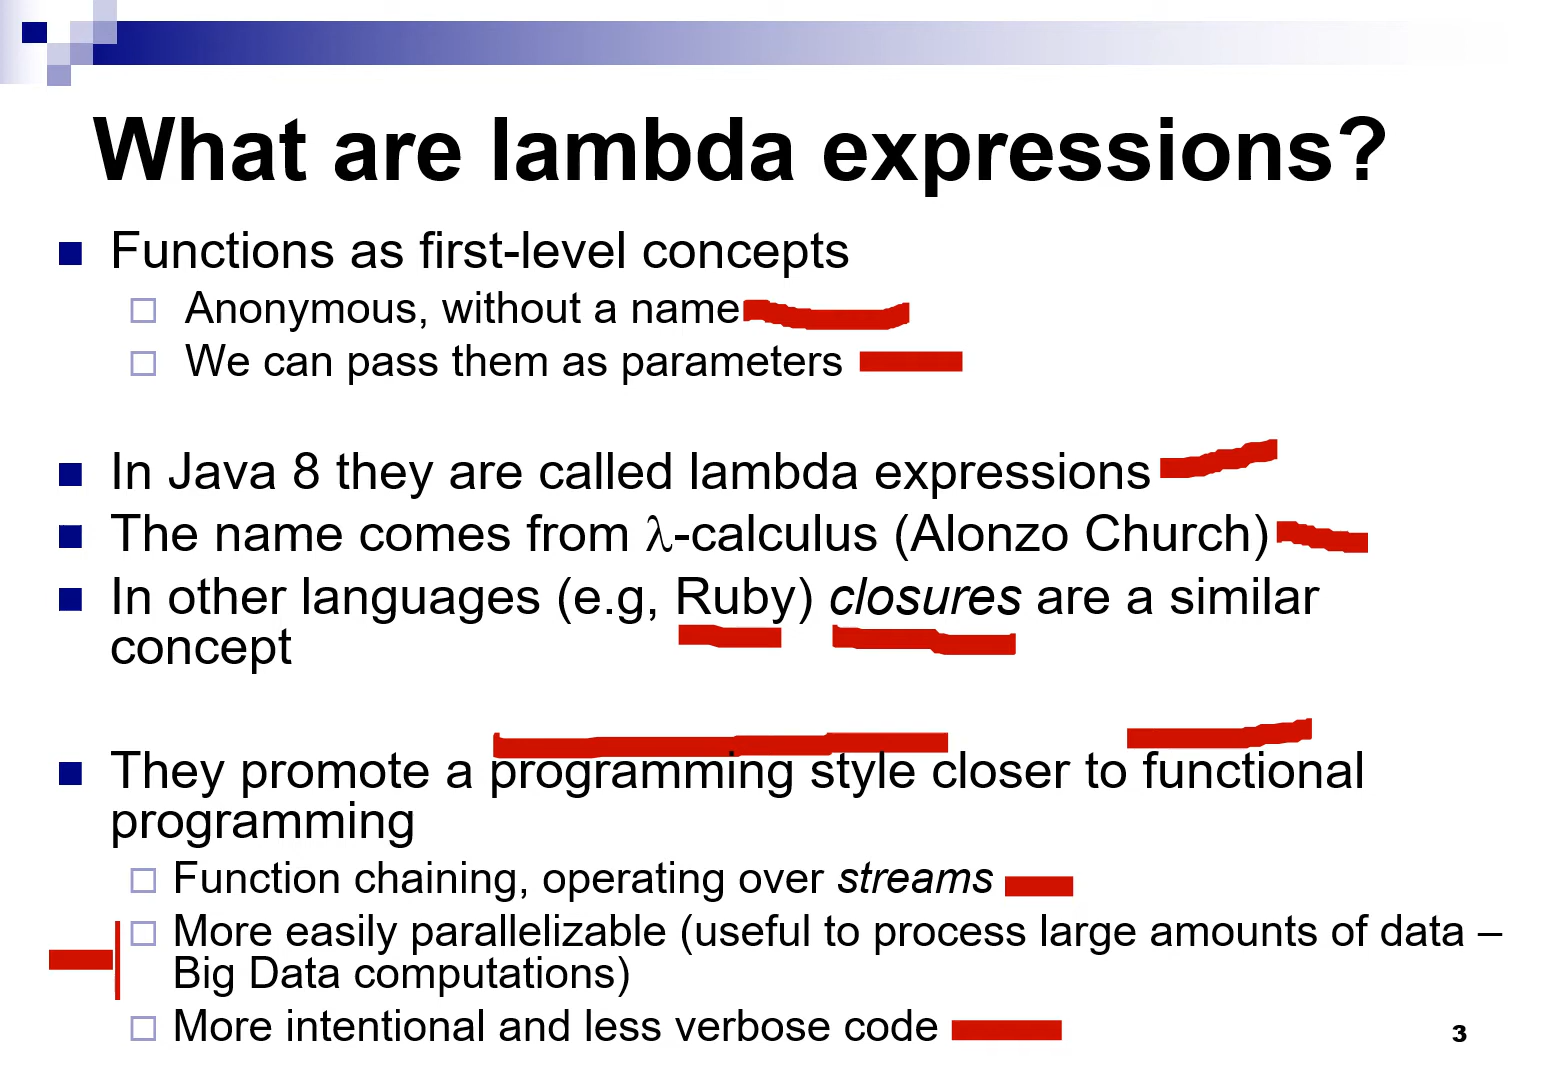 What are lambda expressions?
Functions as first-level concepts
Anonymous, without a name
We can pass them as parameters
In Java 8 they are called lambda expressions
The name comes from λ-calculus (Alonzo Church)
In other languages (e.g, Ruby) closures are a similar
concept
They promote a programming style closer to functional
programming
Function chaining, operating over streams
More easily parallelizable (useful to process large amounts of data –
Big Data computations)
More intentional and less verbose code
3